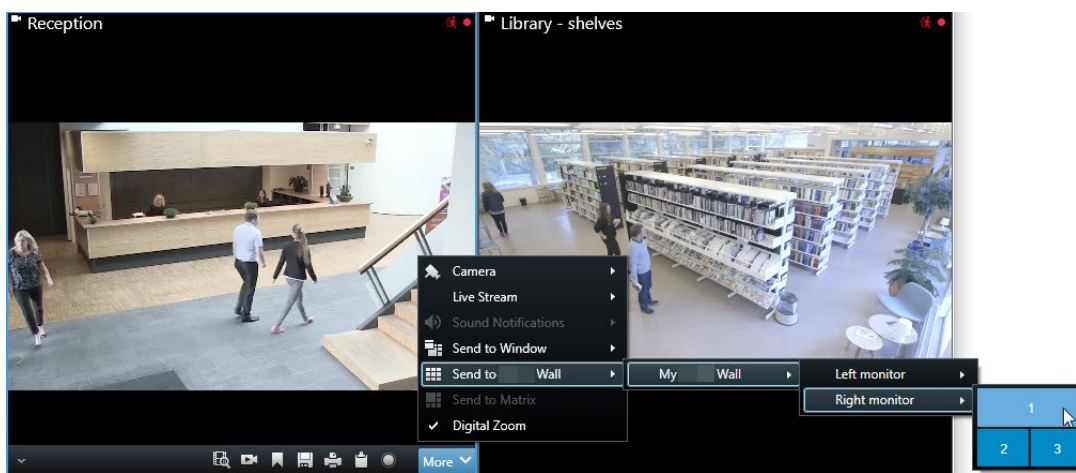 Reception
Library - shelves
Camera
Live Stream
Sound Notifications
Send to Window
Send to Wall
My Wall
Left monitor
Send to Matrix
Right monitor
1
Digital Zoom
2 3
More